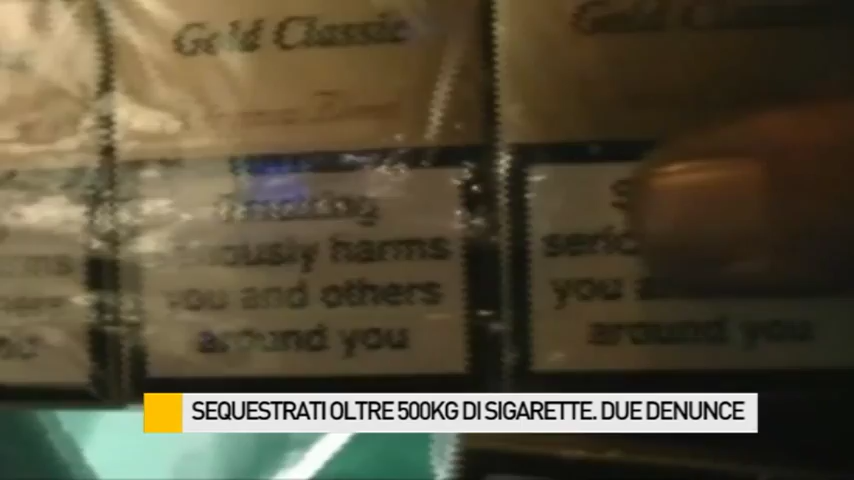 Gold Classic
Gold Classic
Smoking
seriously harms
you and others
around you
you
around you
SEQUESTRATI OLTRE 500KG DI SIGARETTE. DUE DENUNCE